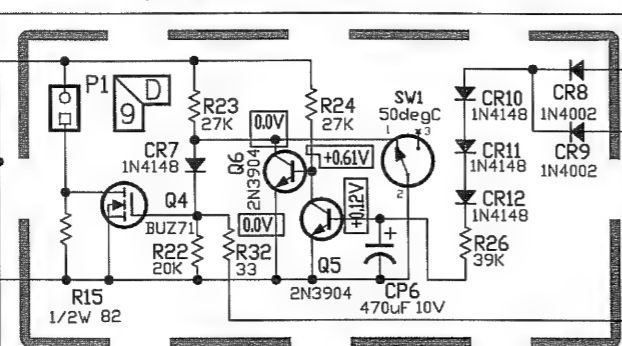 P1
D
9
R23
27K
0.0V
R24
27K
SW1
50degC
1
3
2
CR10
1N4148
CR8
1N4002
CR7
1N4148
Q6
2N3904
+0.61V
CR11
1N4148
CR9
1N4002
Q4
BUZ71
0.0V
+0.12V
CR12
1N4148
R22
20K
R32
33
Q5
2N3904
+
CP6
470uF 10V
R26
39K
R15
1/2W 82